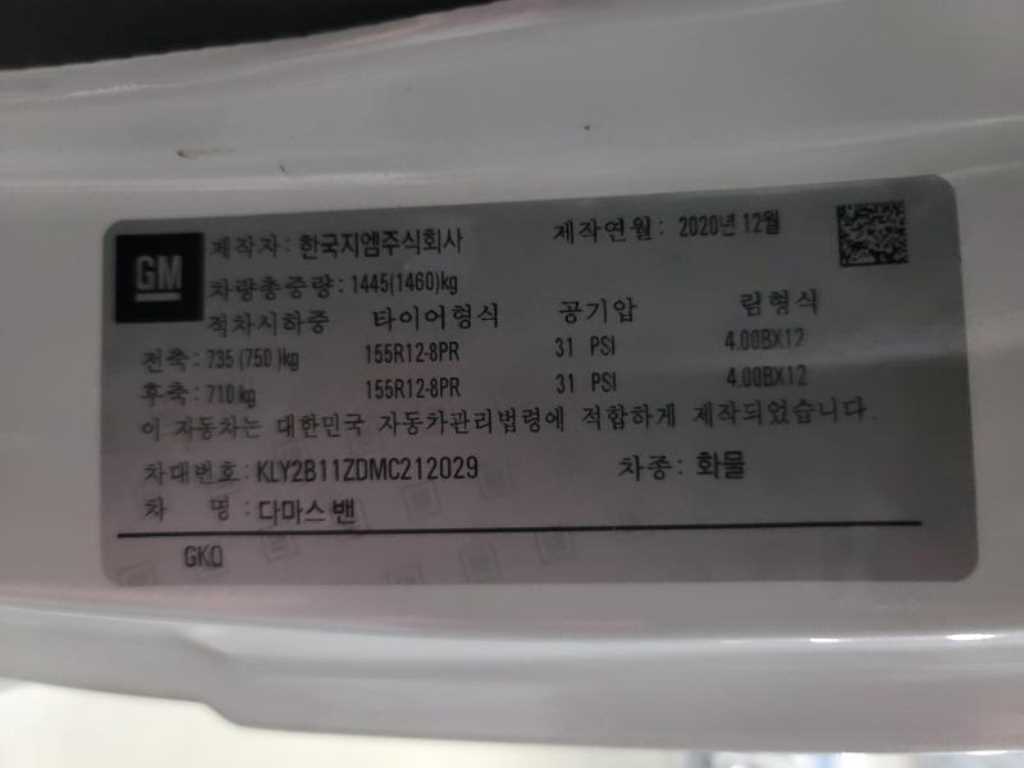 GM 제작자 : 한국지엠주식회사 제작연월 : 2020년 12월
차량총중량 : 1445(1460)kg
적차시하중 타이어형식 공기압 림형식
전축 : 735 (750)kg 155R12-8PR 31 PSI 4.00BX12
후축 : 710 kg 155R12-8PR 31 PSI 4.00BX12
이 자동차는 대한민국 자동차관리법령에 적합하게 제작되었습니다.
차대번호 : KLY2B11ZDMC212029 차종 : 화물
차 명 : 다마스 밴
GK0